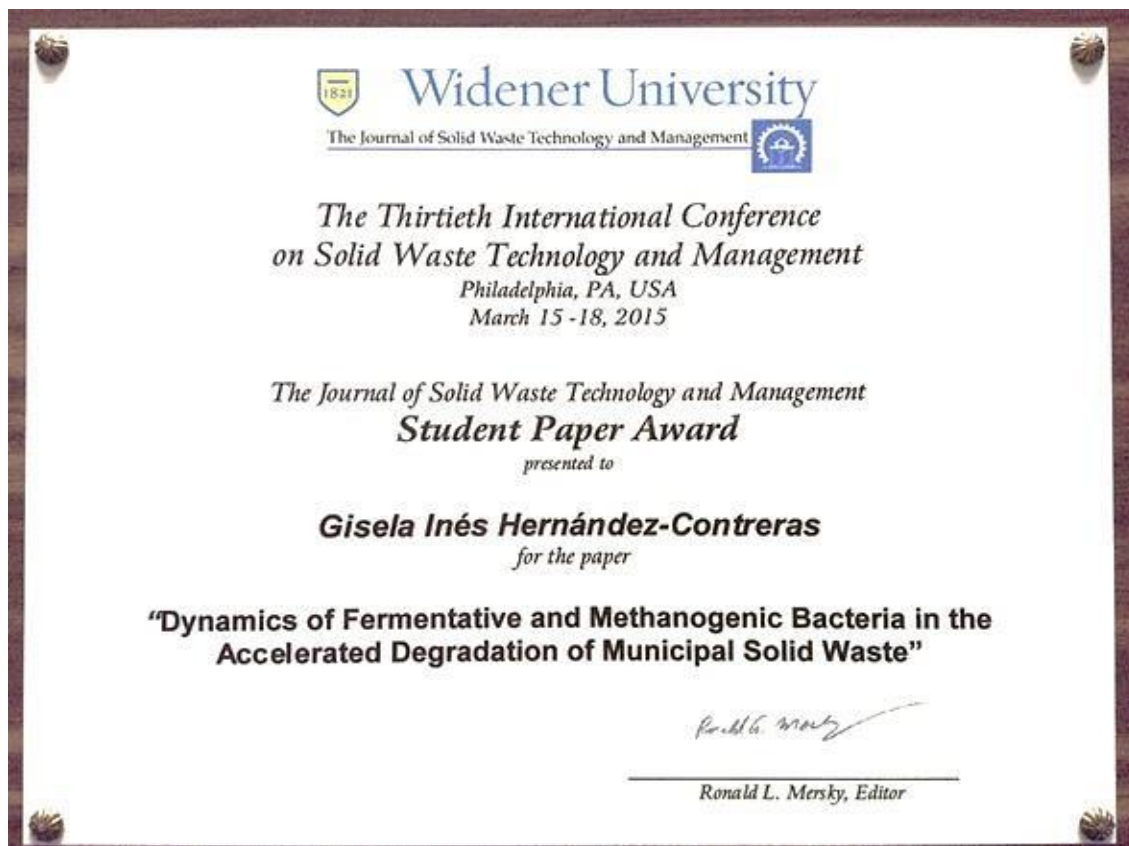 1821
Widener University
The Journal of Solid Waste Technology and Management
The Thirtieth International Conference
on Solid Waste Technology and Management
Philadelphia, PA, USA
March 15 -18, 2015
The Journal of Solid Waste Technology and Management
Student Paper Award
presented to
Gisela Inés Hernández-Contreras
for the paper
“Dynamics of Fermentative and Methanogenic Bacteria in the
Accelerated Degradation of Municipal Solid Waste”
Ronald L. Mersky, Editor